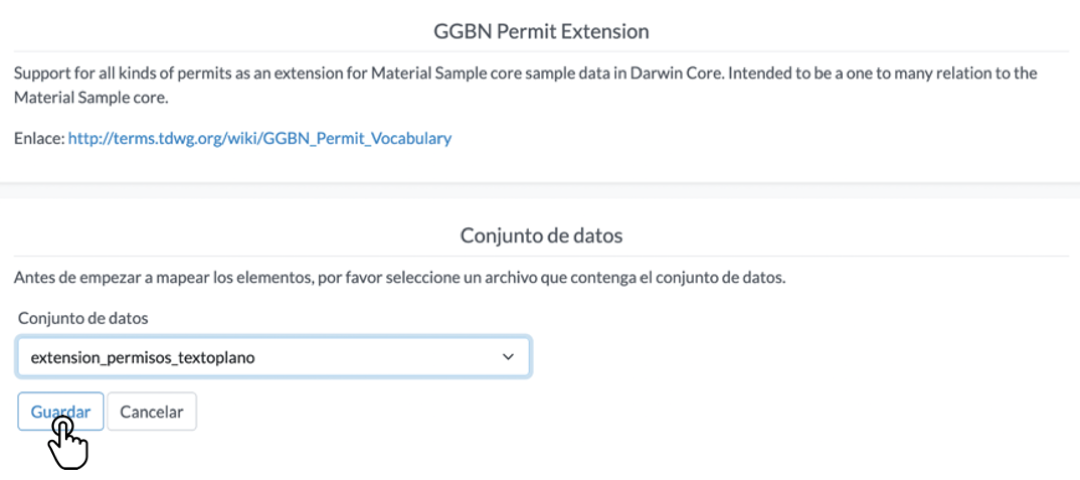 GGBN Permit Extension
Support for all kinds of permits as an extension for Material Sample core sample data in Darwin Core. Intended to be a one to many relation to the
Material Sample core.
Enlace: http://terms.tdwg.org/wiki/GGBN_Permit_Vocabulary
Conjunto de datos
Antes de empezar a mapear los elementos, por favor seleccione un archivo que contenga el conjunto de datos.
Conjunto de datos
extension_permisos_textoplano
Guardar Cancelar